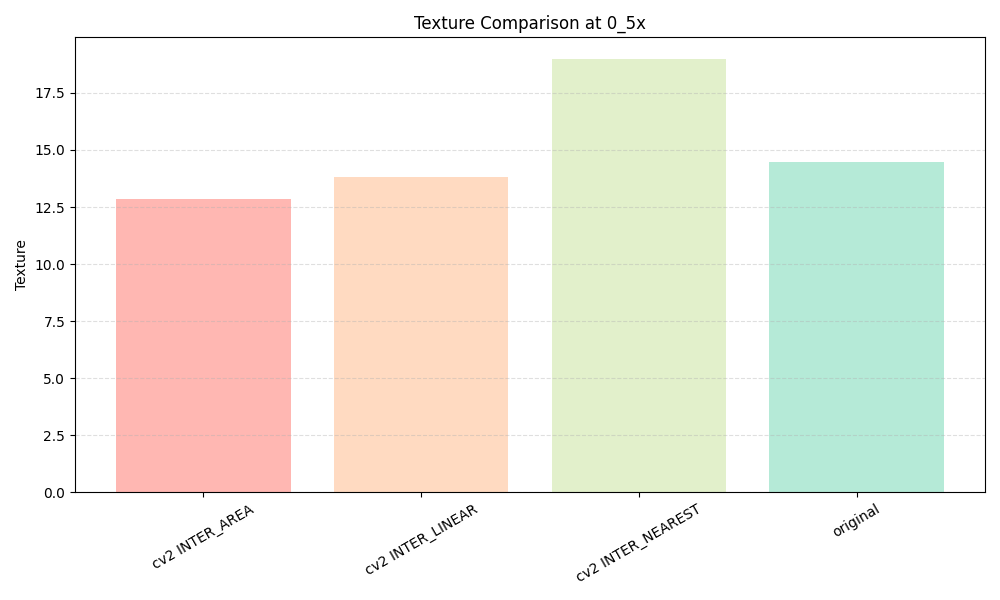 Texture Comparison at 0_5x
Texture
17.5
15.0
12.5
10.0
7.5
5.0
2.5
0.0
cv2 INTER_AREA
cv2 INTER_LINEAR
cv2 INTER_NEAREST
original